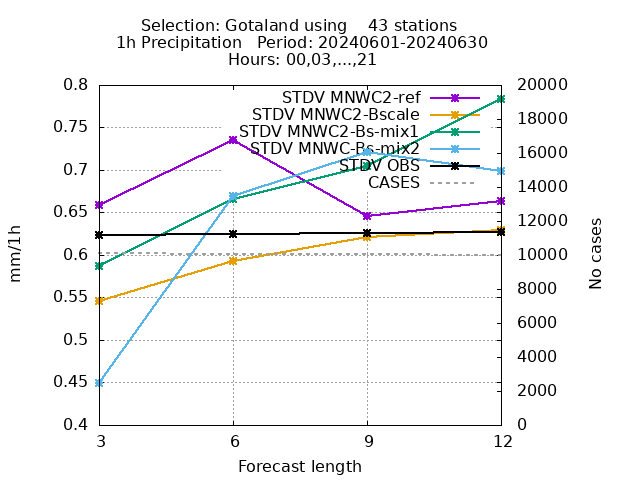 Selection: Gotaland using    43 stations
1h Precipitation   Period: 20240601-20240630
Hours: 00,03,...,21
STDV MNWC2-ref
STDV MNWC2-Bscale
STDV MNWC2-Bs-mix1
STDV MNWC-Bs-mix2
STDV OBS
CASES
mm/1h
0.8
0.75
0.7
0.65
0.6
0.55
0.5
0.45
0.4
20000
18000
16000
14000
12000
10000
8000
6000
4000
2000
0
No cases
3 6 9 12
Forecast length